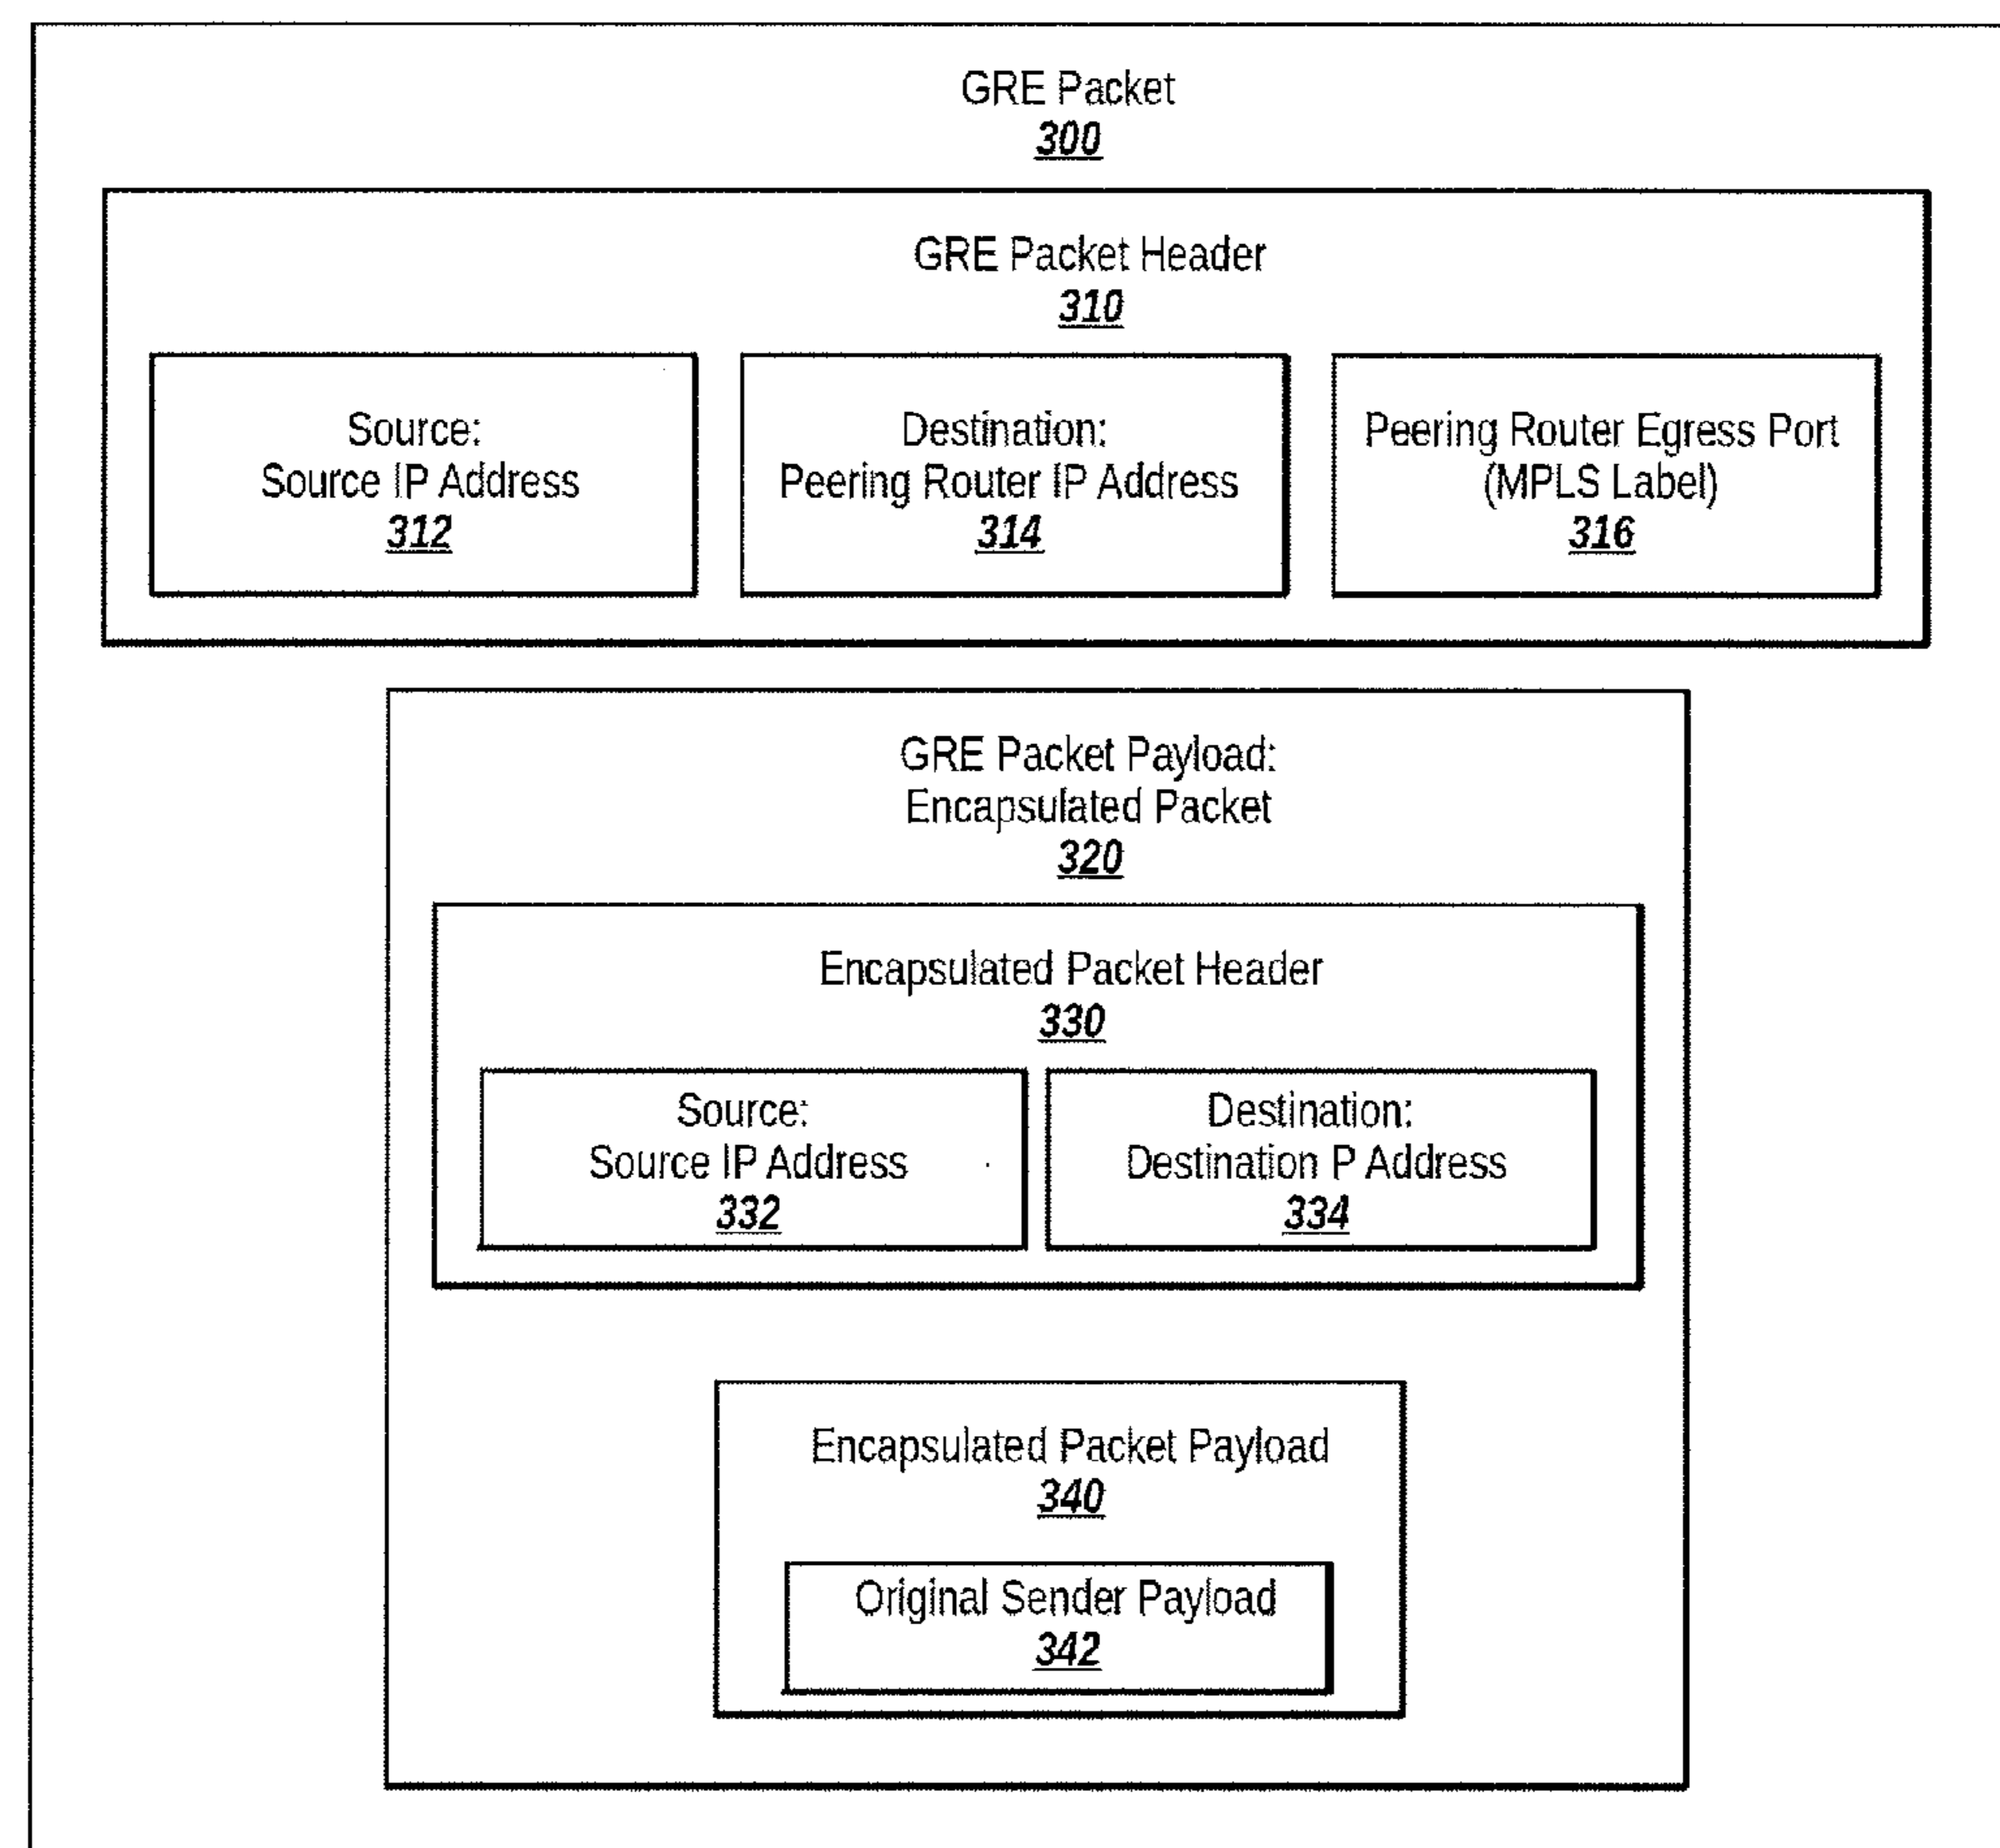 GRE Packet
300
GRE Packet Header
310
Source:
Source IP Address
312
Destination:
Peering Router IP Address
314
Peering Router Egress Port
(MPLS Label)
316
GRE Packet Payload:
Encapsulated Packet
320
Encapsulated Packet Header
330
Source:
Source IP Address
332
Destination:
Destination P Address
334
Encapsulated Packet Payload
340
Original Sender Payload
342